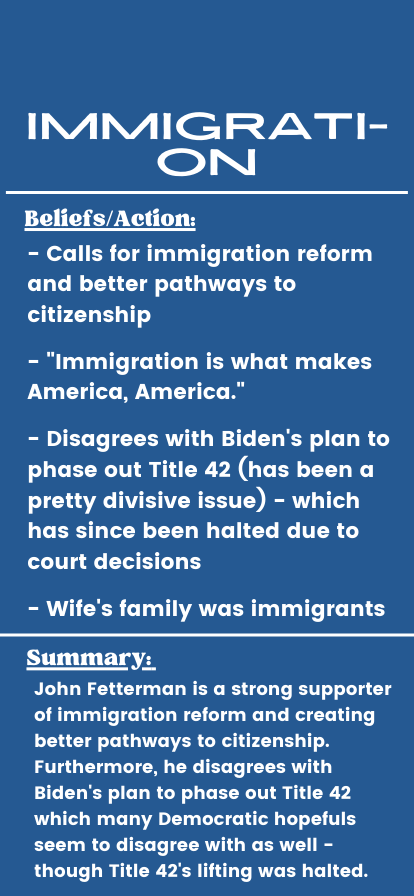 IMMIGRATI-
ON
Beliefs/Action:
- Calls for immigration reform
and better pathways to
citizenship
- "Immigration is what makes
America, America."
- Disagrees with Biden's plan to
phase out Title 42 (has been a
pretty divisive issue) - which
has since been halted due to
court decisions
- Wife's family was immigrants
Summary:
John Fetterman is a strong supporter
of immigration reform and creating
better pathways to citizenship.
Furthermore, he disagrees with
Biden's plan to phase out Title 42
which many Democratic hopefuls
seem to disagree with as well -
though Title 42's lifting was halted.